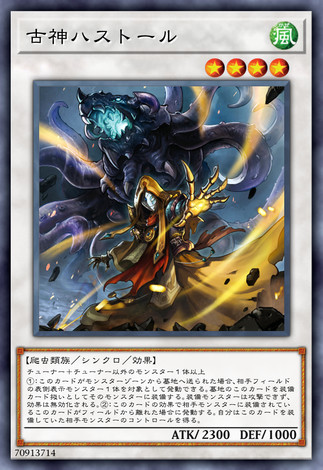 古神ハストール
風
【爬虫類族／シンクロ／効果】
チューナー＋チューナー以外のモンスター１体以上
①：このカードがモンスターゾーンから墓地へ送られた場合、相手フィールド
の表側表示モンスター１体を対象として発動できる。墓地のこのカードを装備
カード扱いとしてそのモンスターに装備する。装備モンスターは攻撃できず、
効果は無効化される。②：このカードの効果で相手モンスターに装備されてい
るこのカードがフィールドから離れた場合に発動する。自分はこのカードを装
備していた相手モンスターのコントロールを得る。
ATK/ 2300 DEF/ 1000
70913714